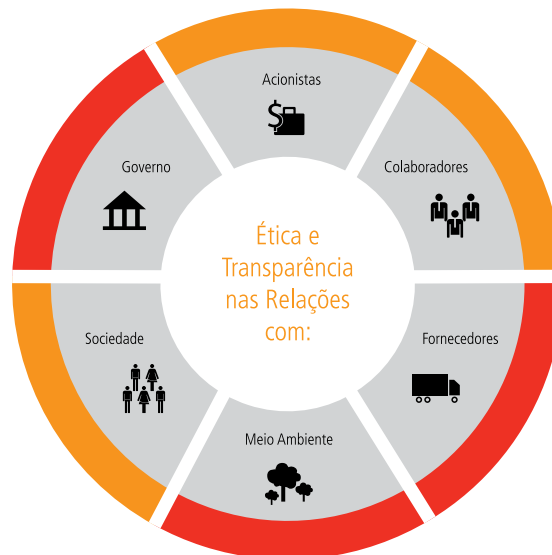 Acionistas
Governo
Colaboradores
Ética e
Transparência
nas Relações
com:
Sociedade
Fornecedores
Meio Ambiente